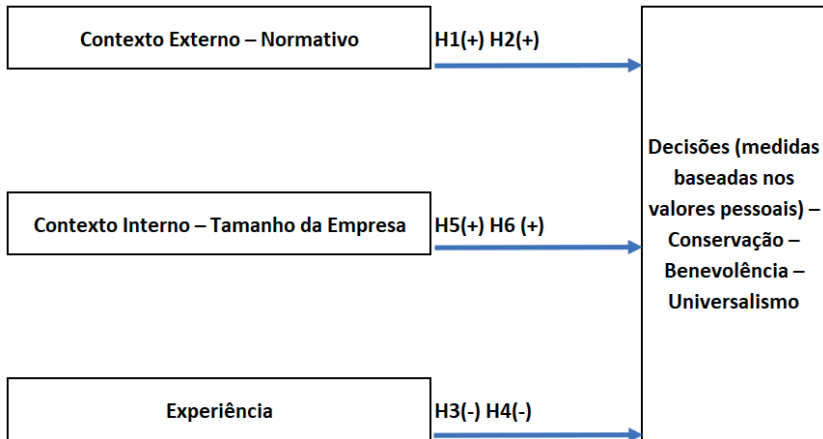 Contexto Externo – Normativo
H1(+) H2(+)
Contexto Interno – Tamanho da Empresa
H5(+) H6 (+)
Experiência
H3(-) H4(-)
Decisões (medidas
baseadas nos
valores pessoais) –
Conservação –
Benevolência –
Universalismo